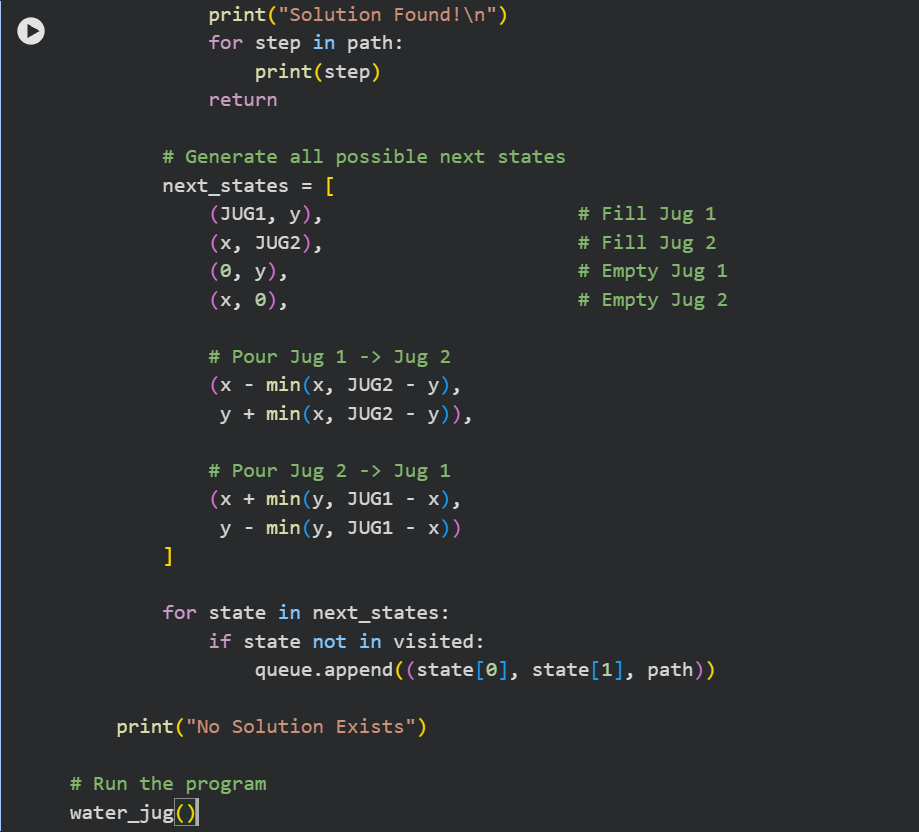 print("Solution Found!\n")
            for step in path:
                print(step)
            return

        # Generate all possible next states
        next_states = [
            (JUG1, y),                      # Fill Jug 1
            (x, JUG2),                      # Fill Jug 2
            (0, y),                         # Empty Jug 1
            (x, 0),                         # Empty Jug 2

            # Pour Jug 1 -> Jug 2
            (x - min(x, JUG2 - y),
             y + min(x, JUG2 - y)),

            # Pour Jug 2 -> Jug 1
            (x + min(y, JUG1 - x),
             y - min(y, JUG1 - x))
        ]

        for state in next_states:
            if state not in visited:
                queue.append((state[0], state[1], path))

    print("No Solution Exists")

# Run the program
water_jug()